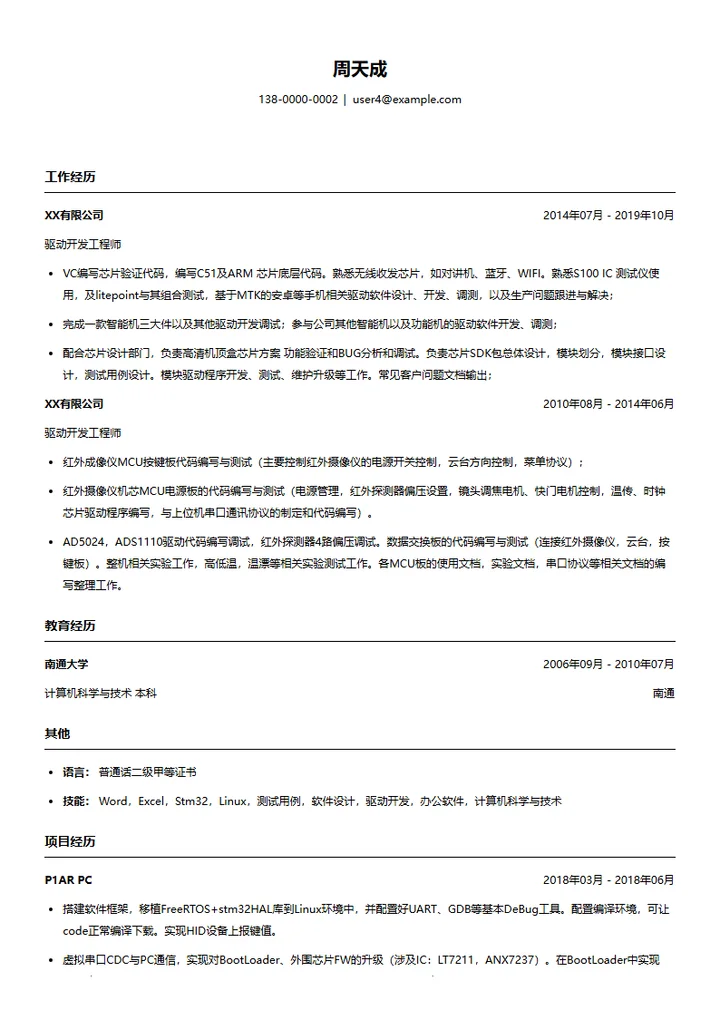 周天成
138-0000-0002 | user4@example.com
工作经历
XX有限公司 2014年07月 - 2019年10月
驱动开发工程师
• VC编写芯片验证代码，编写C51及ARM 芯片底层代码。熟悉无线收发芯片，如对讲机、蓝牙、WIFI。熟悉S100 IC 测试仪使
用，及litepoint与其组合测试，基于MTK的安卓等手机相关驱动软件设计、开发、调测，以及生产问题跟进与解决；
• 完成一款智能机三大件以及其他驱动开发调试；参与公司其他智能机以及功能机的驱动软件开发、调测；
• 配合芯片设计部门，负责高清机顶盒芯片方案 功能验证和BUG分析和调试。负责芯片SDK包总体设计，模块划分，模块接口设
计，测试用例设计。模块驱动程序开发、测试、维护升级等工作。常见客户问题文档输出；
XX有限公司 2010年08月 - 2014年06月
驱动开发工程师
• 红外成像仪MCU按键板代码编写与测试（主要控制红外摄像仪的电源开关控制，云台方向控制，菜单协议）；
• 红外摄像仪机芯MCU电源板的代码编写与测试（电源管理，红外探测器偏压设置，镜头调焦电机、快门电机控制，温传、时钟
芯片驱动程序编写，与上位机串口通讯协议的制定和代码编写）。
• AD5024，ADS1110驱动代码编写调试，红外探测器4路偏压调试。数据交换板的代码编写与测试（连接红外摄像仪，云台，按
键板）。整机相关实验工作，高低温，温漂等相关实验测试工作。各MCU板的使用文档，实验文档，串口协议等相关文档的编
写整理工作。
教育经历
南通大学 2006年09月 - 2010年07月
计算机科学与技术 本科 南通
其他
• 语言： 普通话二级甲等证书
• 技能： Word，Excel，Stm32，Linux，测试用例，软件设计，驱动开发，办公软件，计算机科学与技术
项目经历
P1AR PC 2018年03月 - 2018年06月
• 搭建软件框架，移植FreeRTOS+stm32HAL库到Linux环境中，并配置好UART、GDB等基本DeBug工具。配置编译环境，可让
code正常编译下载。实现HID设备上报键值。
• 虚拟串口CDC与PC通信，实现对BootLoader、外围芯片FW的升级（涉及IC：LT7211，ANX7237）。在BootLoader中实现